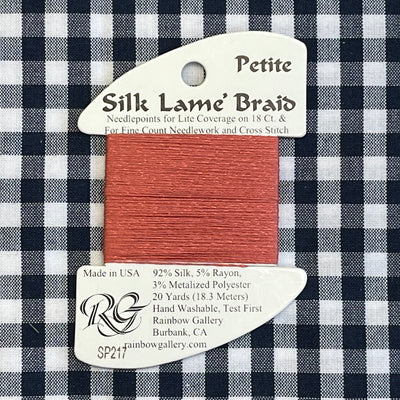 Petite
Silk Lame' Braid
Needlepoints for Lite Coverage on 18 Ct. &
For Fine Count Needlework and Cross Stitch
Made in USA
92% Silk, 5% Rayon,
3% Metalized Polyester
20 Yards (18.3 Meters)
Hand Washable, Test First
Rainbow Gallery
Burbank, CA
rainbowgallery.com
RG
SP217